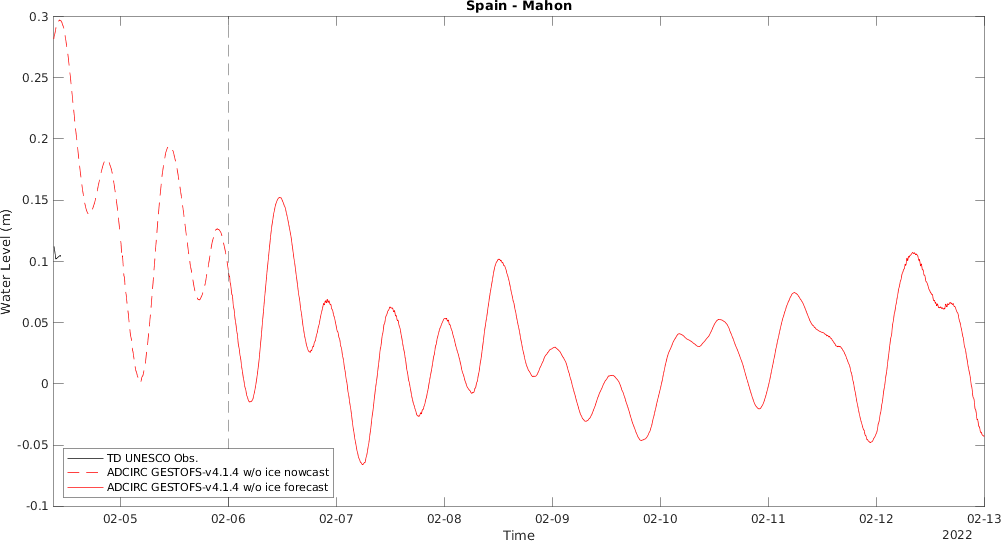 Spain - Mahon
0.3
0.25
0.2
0.15
0.1
0.05
0
-0.05
-0.1
Water Level (m)
TD UNESCO Obs.
ADCIRC GESTOFS-v4.1.4 w/o ice nowcast
ADCIRC GESTOFS-v4.1.4 w/o ice forecast
02-05 02-06 02-07 02-08 02-09 02-10 02-11 02-12 02-13
Time
2022